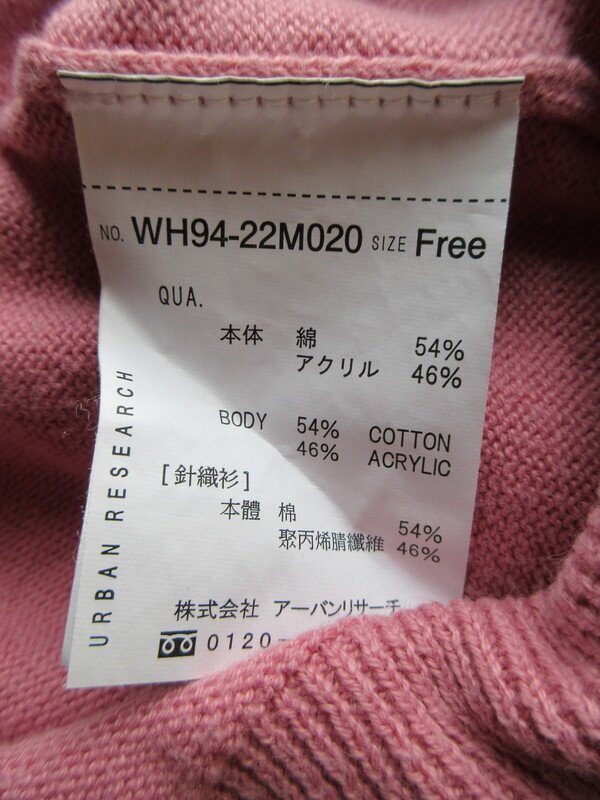 NO. WH94-22M020 SIZE Free
QUA.
本体 綿 54%
アクリル 46%
BODY 54% COTTON
46% ACRYLIC
[針織衫]
本體 棉 54%
聚丙烯腈纖維 46%
URBAN RESEARCH
株式会社 アーバンリサーチ
0120-